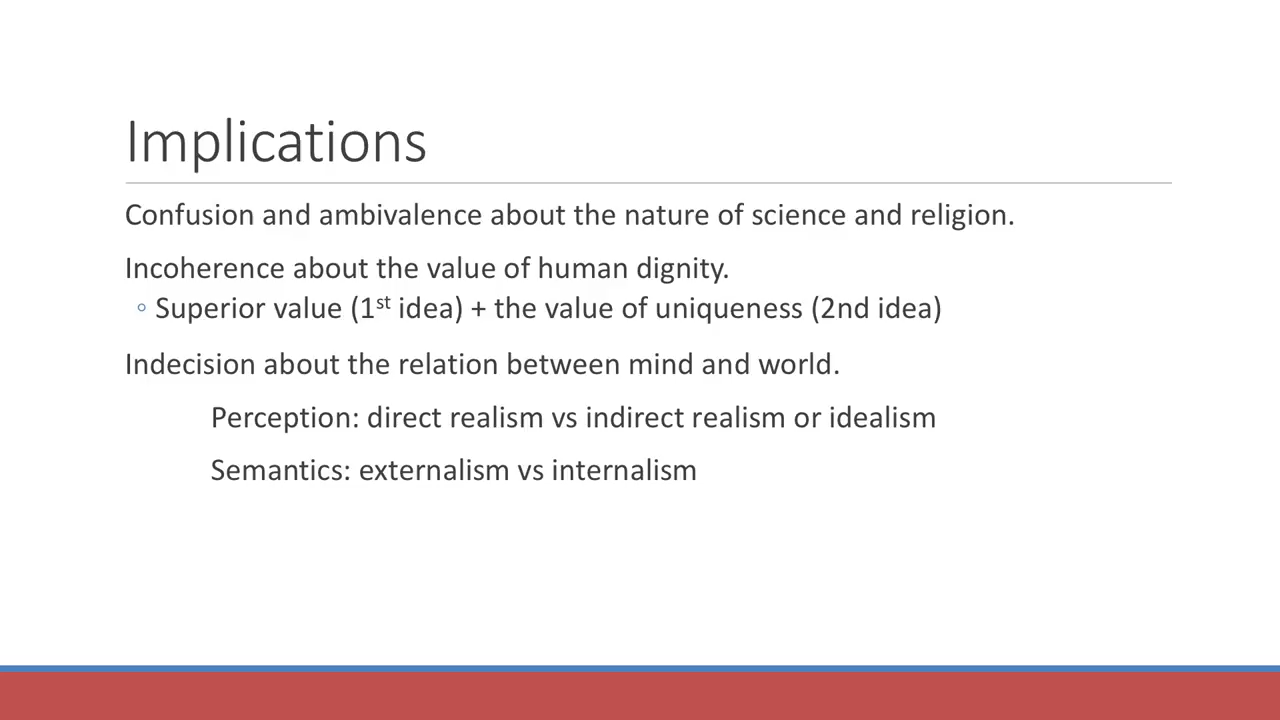 Implications
Confusion and ambivalence about the nature of science and religion.
Incoherence about the value of human dignity.
◦ Superior value (1st idea) + the value of uniqueness (2nd idea)
Indecision about the relation between mind and world.
Perception: direct realism vs indirect realism or idealism
Semantics: externalism vs internalism